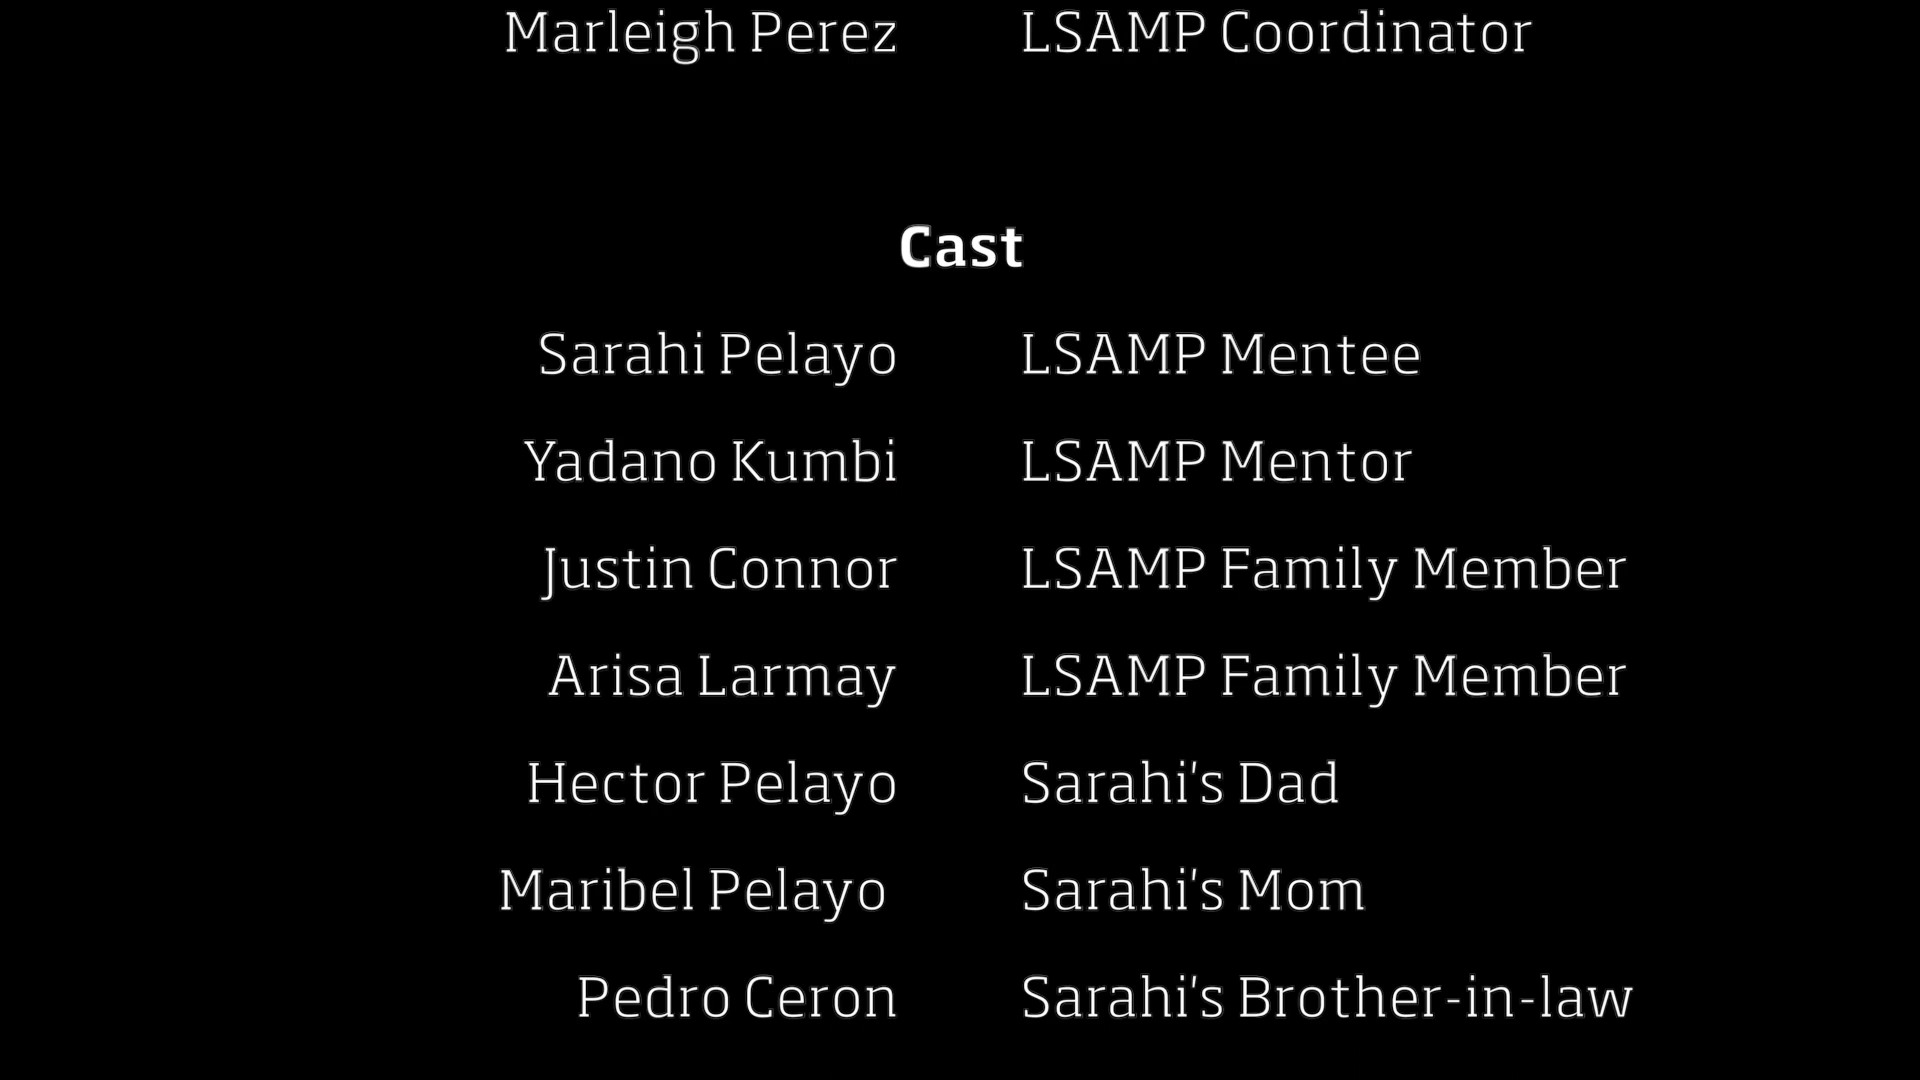 Marleigh Perez LSAMP Coordinator
Cast
Sarahi Pelayo LSAMP Mentee
Yadano Kumbi LSAMP Mentor
Justin Connor LSAMP Family Member
Arisa Larmay LSAMP Family Member
Hector Pelayo Sarahi's Dad
Maribel Pelayo Sarahi's Mom
Pedro Ceron Sarahi's Brother-in-law